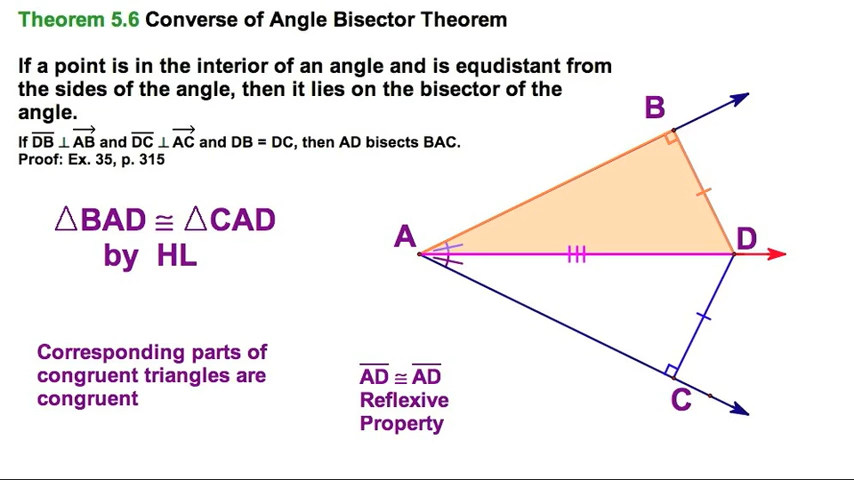 Theorem 5.6 Converse of Angle Bisector Theorem
If a point is in the interior of an angle and is equdistant from
the sides of the angle, then it lies on the bisector of the
angle.
If DB ⊥ AB and DC ⊥ AC and DB = DC, then AD bisects BAC.
Proof: Ex. 35, p. 315
△BAD ≅ △CAD
by HL
Corresponding parts of
congruent triangles are
congruent
AD ≅ AD
Reflexive
Property
B
A
D
C